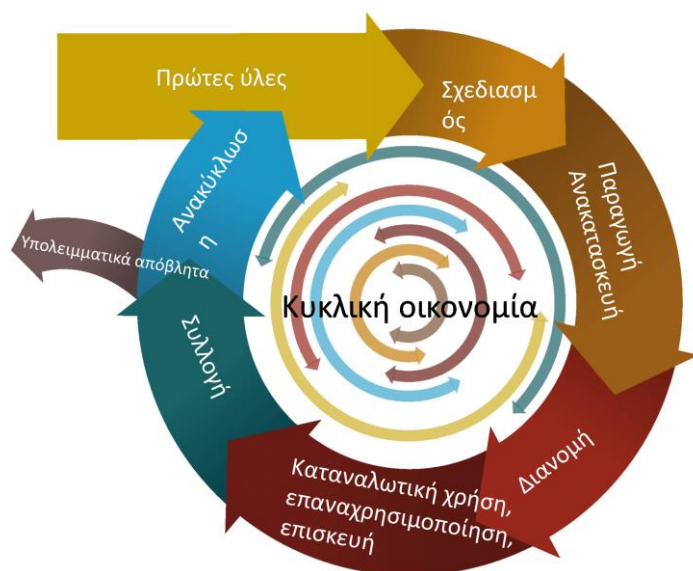 Πρώτες ύλες
Σχεδιασμ
ός
Παραγωγή
Ανακατασκευή
Διανομή
Καταναλωτική χρήση,
επαναχρησιμοποίηση,
επισκευή
Συλλογή
Υπολειμματικά απόβλητα
Ανακύκλωσ
η
Κυκλική οικονομία